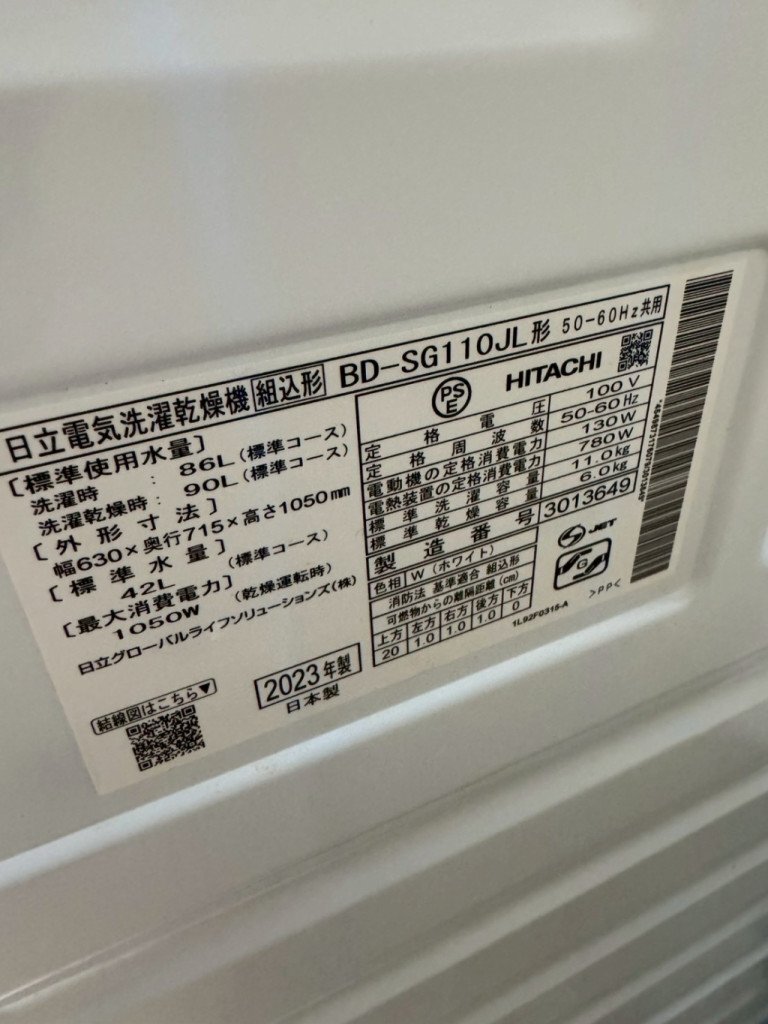 日立電気洗濯乾燥機 組込形 BD-SG110JL形 50-60Hz共用
[標準使用水量]
洗濯時 : 86L (標準コース)
洗濯乾燥時 : 90L (標準コース)
[外形寸法]
幅630×奥行715×高さ1050mm
[標準水量]
42L (標準コース)
[最大消費電力]
1050W (乾燥運転時)
日立グローバルライフソリューションズ(株)
結線図はこちら▼
2023年製
日本製
PS
E
HITACHI
定格電圧 100V
定格周波数 50-60Hz
電動機の定格消費電力 130W
電熱装置の定格消費電力 780W
標準洗濯容量 11.0kg
標準乾燥容量 6.0kg
製造番号 3013649
色相 W (ホワイト)
消防法 基準適合 組込形
可燃物からの離隔距離(cm)
上方 左方 右方 後方 下方
20 1.0 1.0 1.0 0
JET
G
>PP<
1L92F0315-A